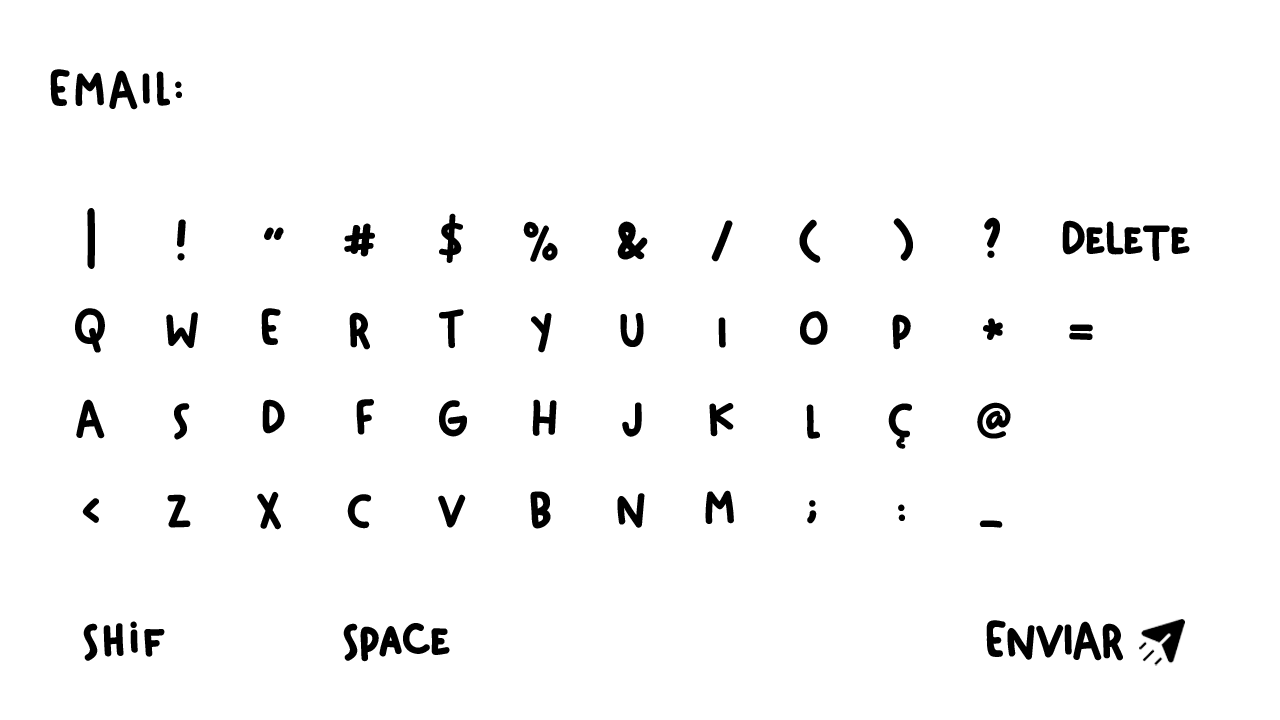 EMAIL:
| ! " # $ % & / ( ) ? DELETE
Q W E R T Y U I O P * =
A S D F G H J K L Ç @
< Z X C V B N M ; : _
SHiF SPACE ENVIAR